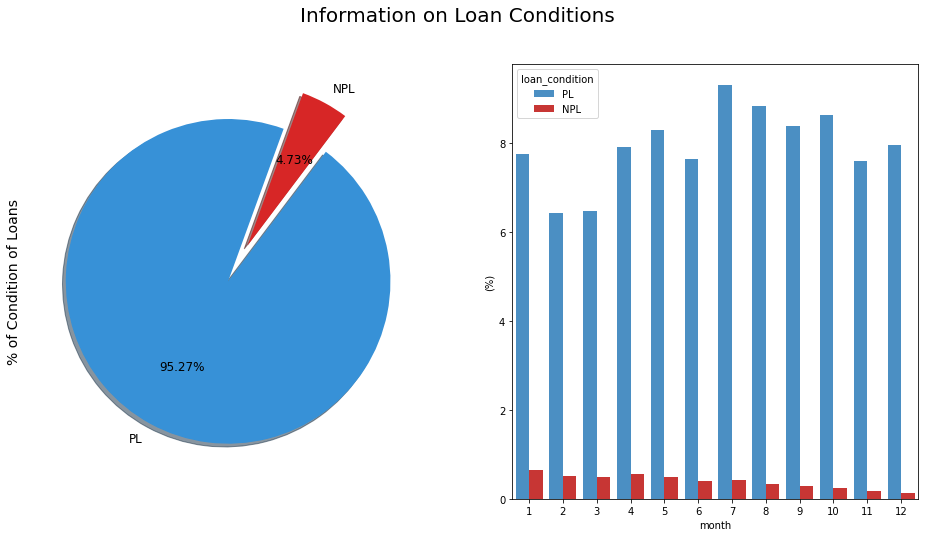 Information on Loan Conditions
% of Condition of Loans
NPL
4.73%
95.27%
PL
loan_condition
PL
NPL
(%)
8
6
4
2
0
1 2 3 4 5 6 7 8 9 10 11 12
month